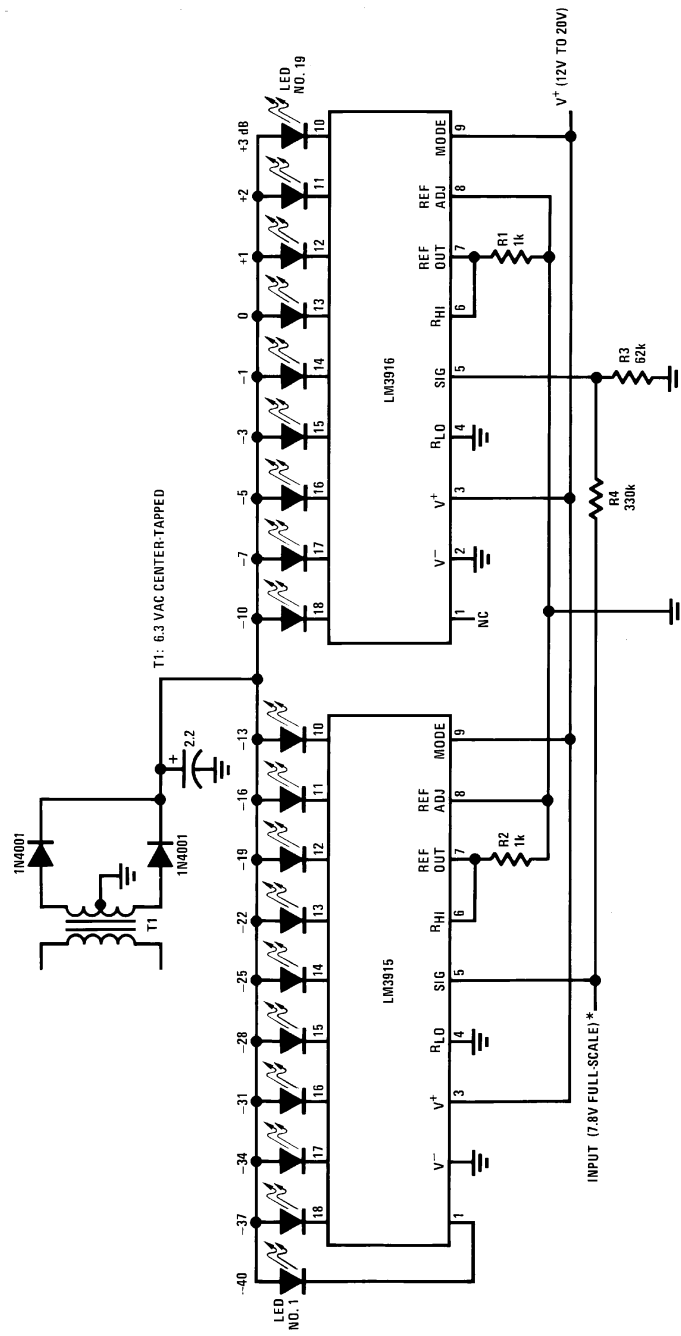 1N4001
1N4001
T1
+
2.2
T1: 6.3 VAC CENTER-TAPPED
−40 −37 −34 −31 −28 −25 −22 −19 −16 −13 −10 −7 −5 −3 −1 0 +1 +2 +3 dB
LED
NO. 1
LED
NO. 19
18 17 16 15 14 13 12 11 10
18 17 16 15 14 13 12 11 10
LM3915
LM3916
V− V+ RLO SIG RHI REF OUT REF ADJ MODE
1 2 3 4 5 6 7 8 9
V− V+ RLO SIG RHI REF OUT REF ADJ MODE
1 2 3 4 5 6 7 8 9
NC
R2
1k
R1
1k
V+ (12V TO 20V)
R4
330k
R3
62k
INPUT (7.8V FULL-SCALE) *